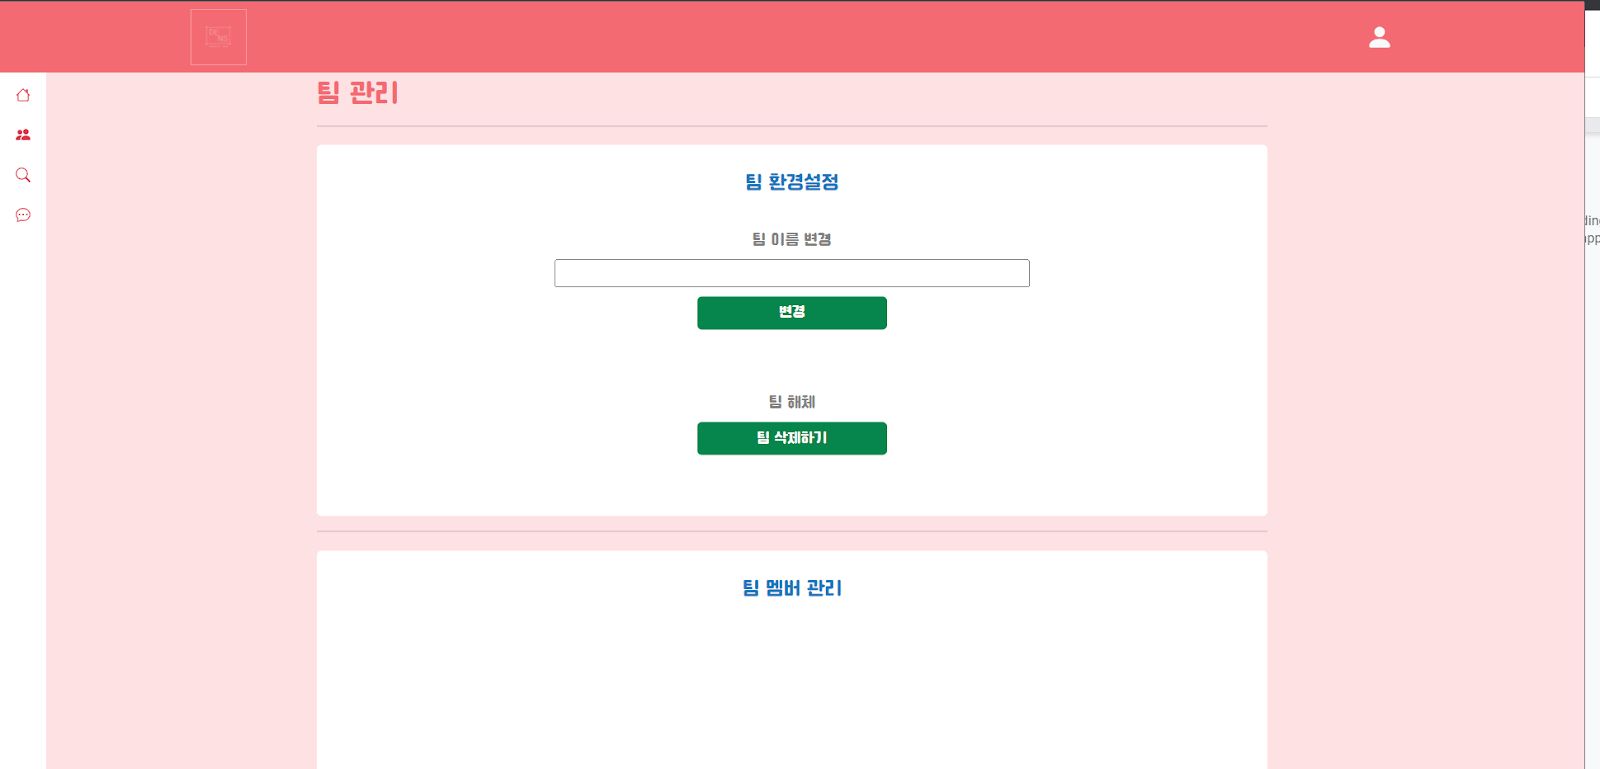 팀 관리
팀 환경설정
팀 이름 변경
변경
팀 해체
팀 삭제하기
팀 멤버 관리